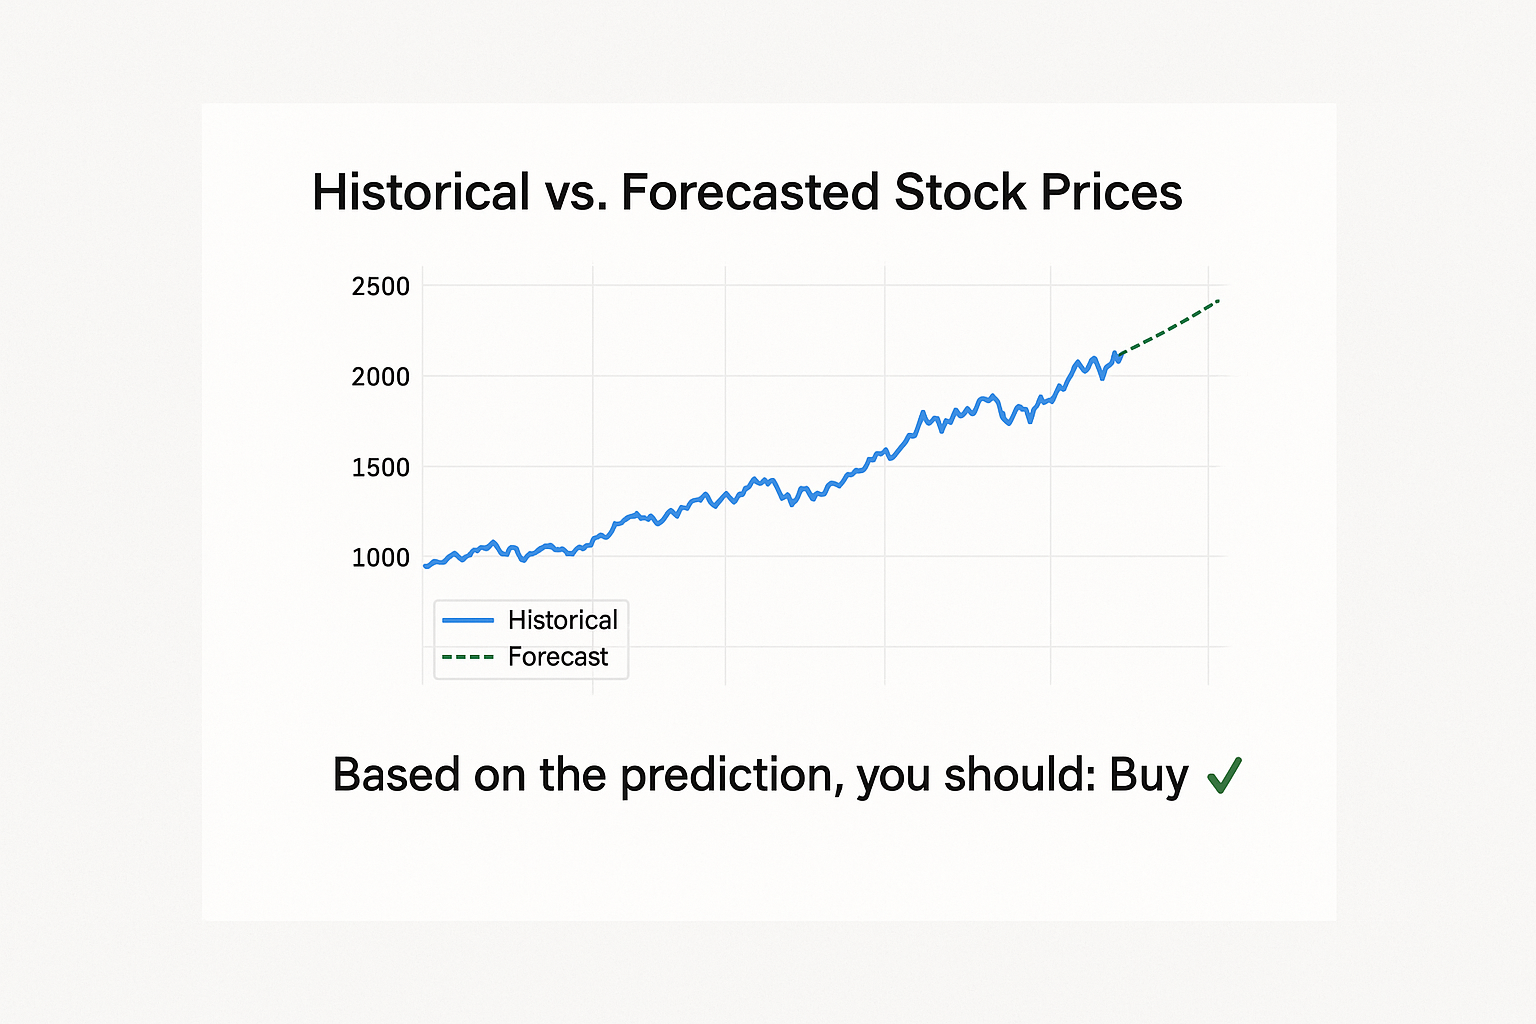 Historical vs. Forecasted Stock Prices
2500
2000
1500
1000
Historical
Forecast
Based on the prediction, you should: Buy ✓